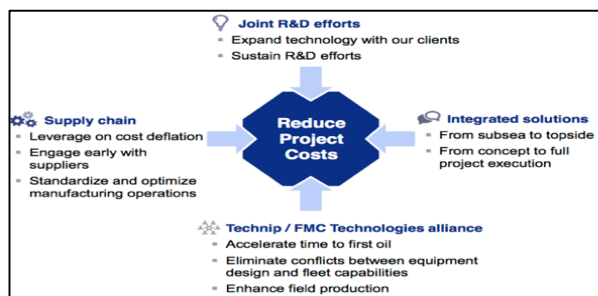 Joint R&D efforts
Expand technology with our clients
Sustain R&D efforts
Supply chain
Leverage on cost deflation
Engage early with
suppliers
Standardize and optimize
manufacturing operations
Reduce
Project
Costs
Integrated solutions
From subsea to topside
From concept to full
project execution
Technip / FMC Technologies alliance
Accelerate time to first oil
Eliminate conflicts between equipment
design and fleet capabilities
Enhance field production